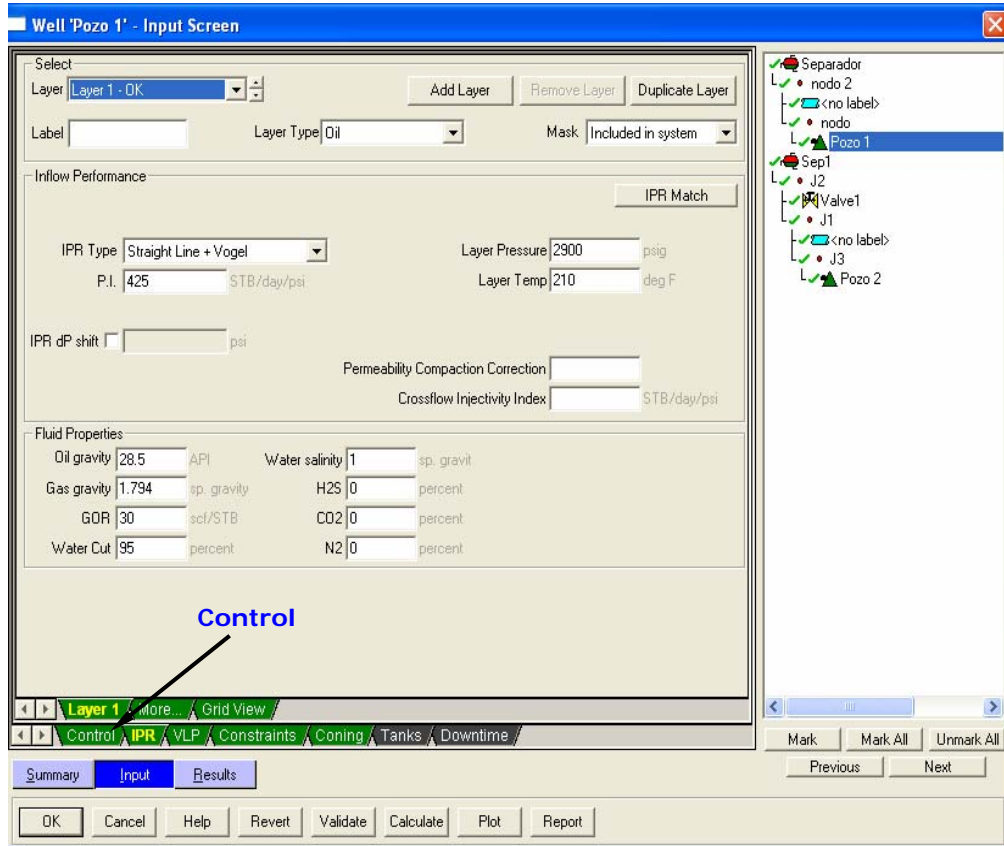 Well 'Pozo 1' - Input Screen
Select
Layer Layer 1 - OK Add Layer Remove Layer Duplicate Layer
Label Layer Type Oil Mask Included in system
Inflow Performance
IPR Match
IPR Type Straight Line + Vogel Layer Pressure 2900 psig
P.I. 425 STB/day/psi Layer Temp 210 deg F
IPR dP shift psi
Permeability Compaction Correction
Crossflow Injectivity Index STB/day/psi
Fluid Properties
Oil gravity 28.5 API Water salinity 1 sp. gravit
Gas gravity 1.794 sp. gravity H2S 0 percent
GOR 30 scf/STB CO2 0 percent
Water Cut 95 percent N2 0 percent
Control
Layer 1 More... Grid View
Control IPR VLP Constraints Coning Tanks Downtime
Summary Input Results
OK Cancel Help Revert Validate Calculate Plot Report
Separador
nodo 2
<no label>
nodo
Pozo 1
Sep1
J2
Valve1
J1
<no label>
J3
Pozo 2
Mark Mark All Unmark All
Previous Next